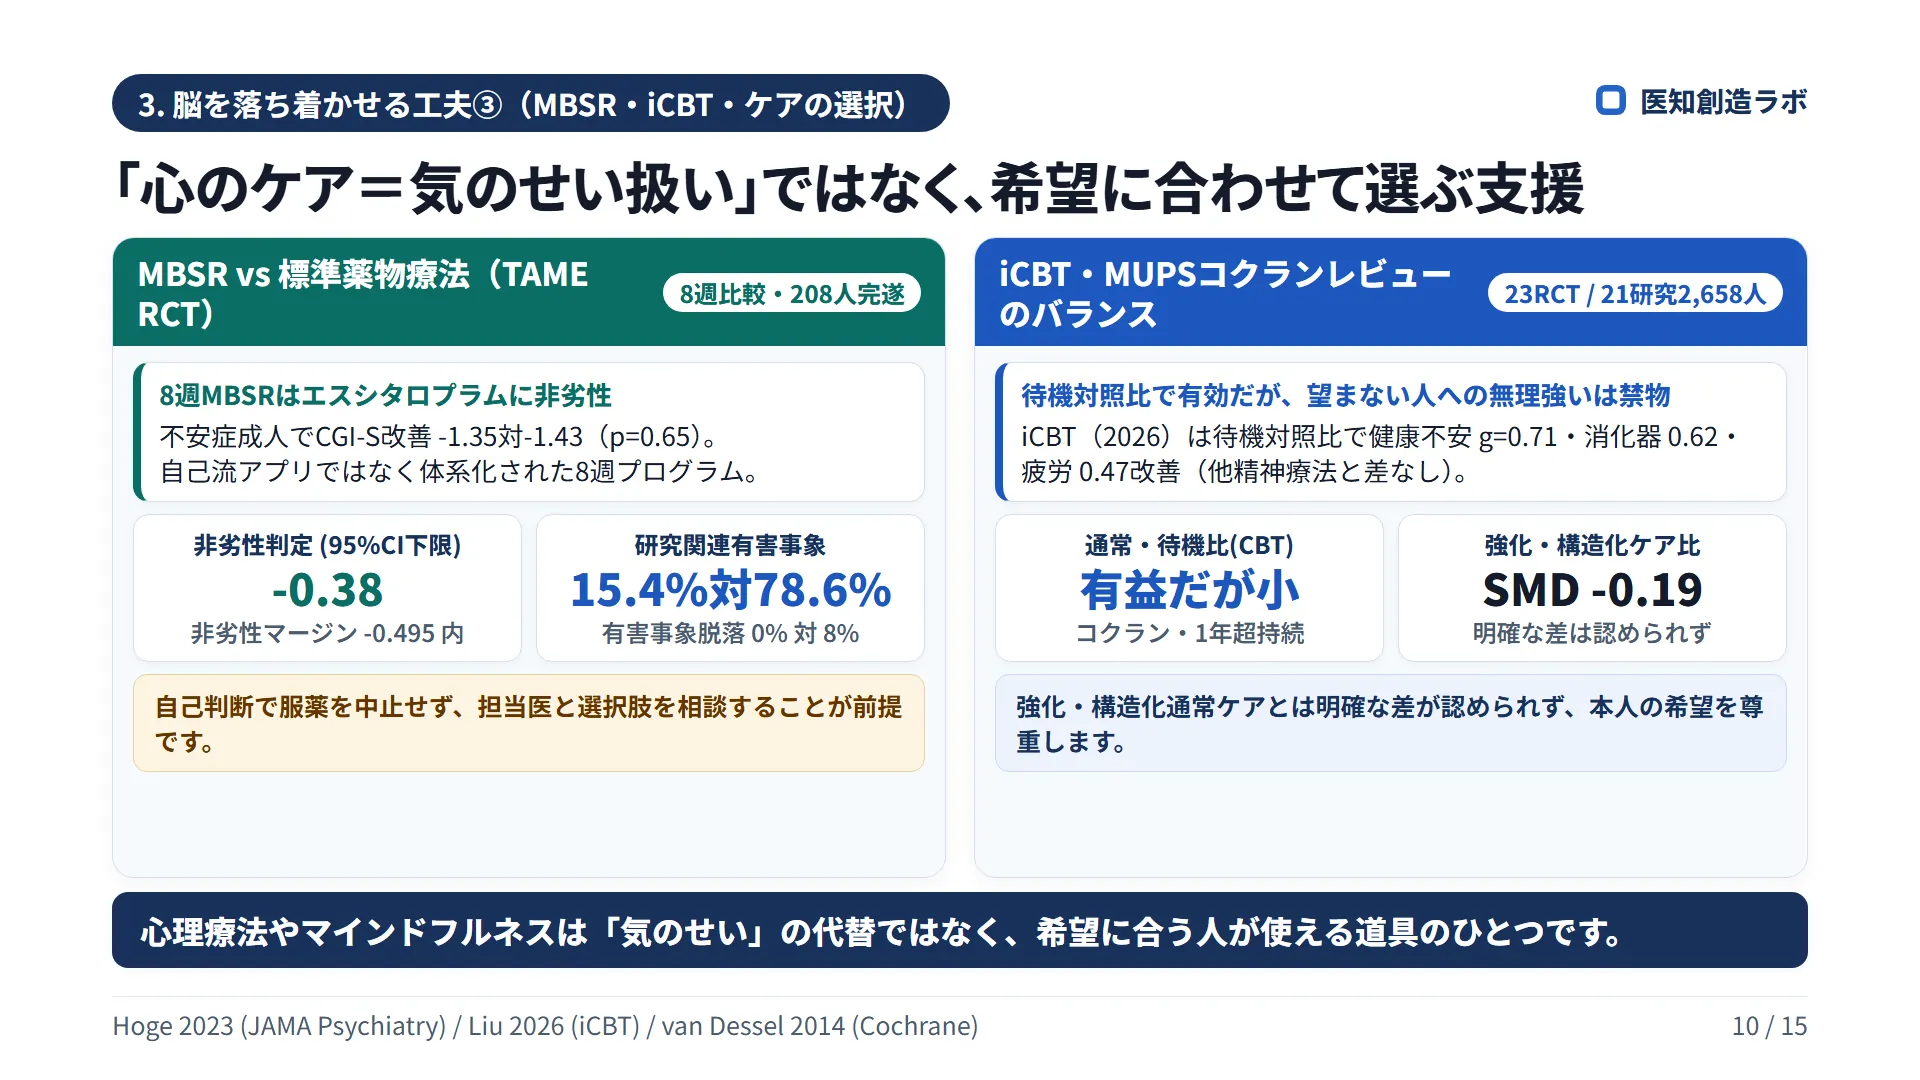 3. 脳を落ち着かせる工夫③（MBSR・iCBT・ケアの選択）
医知創造ラボ
「心のケア＝気のせい扱い」ではなく、希望に合わせて選ぶ支援
MBSR vs 標準薬物療法（TAME
RCT）
8週比較・208人完遂
8週MBSRはエスシタロプラムに非劣性
不安症成人でCGI-S改善 -1.35対-1.43（p=0.65）。
自己流アプリではなく体系化された8週プログラム。
非劣性判定 (95%CI下限)
-0.38
非劣性マージン -0.495 内
研究関連有害事象
15.4%対78.6%
有害事象脱落 0% 対 8%
自己判断で服薬を中止せず、担当医と選択肢を相談することが前提
です。
iCBT・MUPSコクランレビュー
のバランス
23RCT / 21研究2,658人
待機対照比で有効だが、望まない人への無理強いは禁物
iCBT（2026）は待機対照比で健康不安 g=0.71・消化器 0.62・
疲労 0.47改善（他精神療法と差なし）。
通常・待機比(CBT)
有益だが小
コクラン・1年超持続
強化・構造化ケア比
SMD -0.19
明確な差は認められず
強化・構造化通常ケアとは明確な差が認められず、本人の希望を尊
重します。
心理療法やマインドフルネスは「気のせい」の代替ではなく、希望に合う人が使える道具のひとつです。
Hoge 2023 (JAMA Psychiatry) / Liu 2026 (iCBT) / van Dessel 2014 (Cochrane)
10 / 15